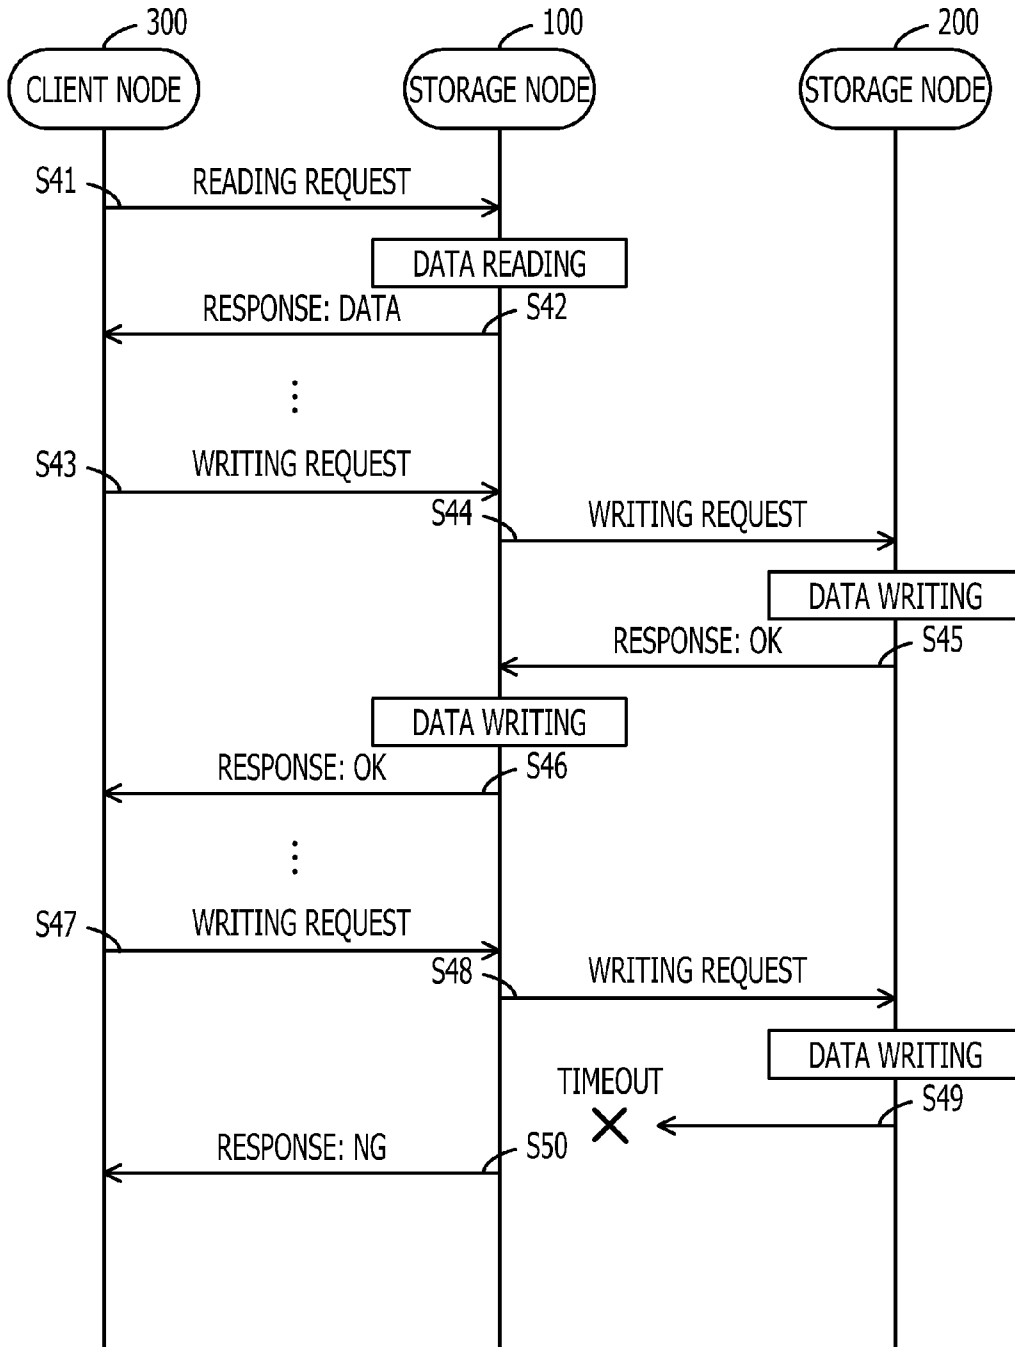 300
100
200
CLIENT NODE
STORAGE NODE
STORAGE NODE
S41
READING REQUEST
DATA READING
RESPONSE: DATA
S42
S43
WRITING REQUEST
S44
WRITING REQUEST
DATA WRITING
RESPONSE: OK
S45
DATA WRITING
RESPONSE: OK
S46
S47
WRITING REQUEST
S48
WRITING REQUEST
DATA WRITING
TIMEOUT
S49
RESPONSE: NG
S50